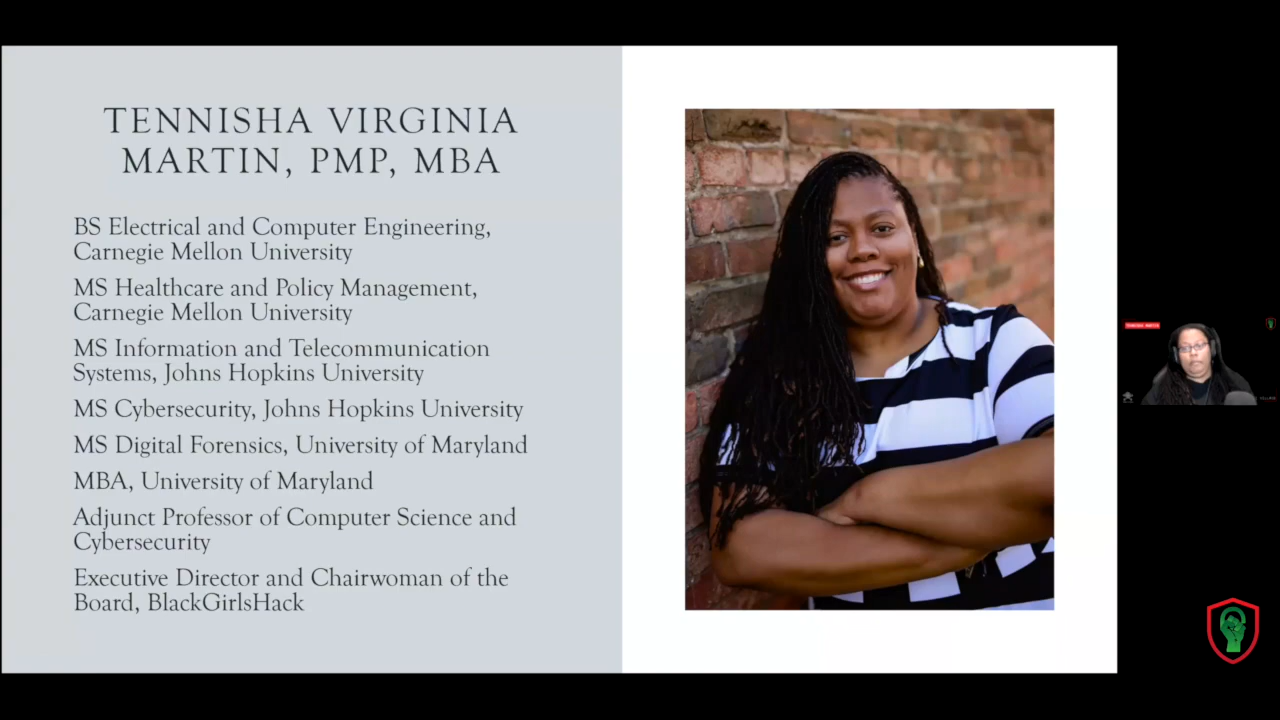 TENNISHA VIRGINIA
MARTIN, PMP, MBA
BS Electrical and Computer Engineering,
Carnegie Mellon University
MS Healthcare and Policy Management,
Carnegie Mellon University
MS Information and Telecommunication
Systems, Johns Hopkins University
MS Cybersecurity, Johns Hopkins University
MS Digital Forensics, University of Maryland
MBA, University of Maryland
Adjunct Professor of Computer Science and
Cybersecurity
Executive Director and Chairwoman of the
Board, BlackGirlsHack
TENNISHA MARTIN